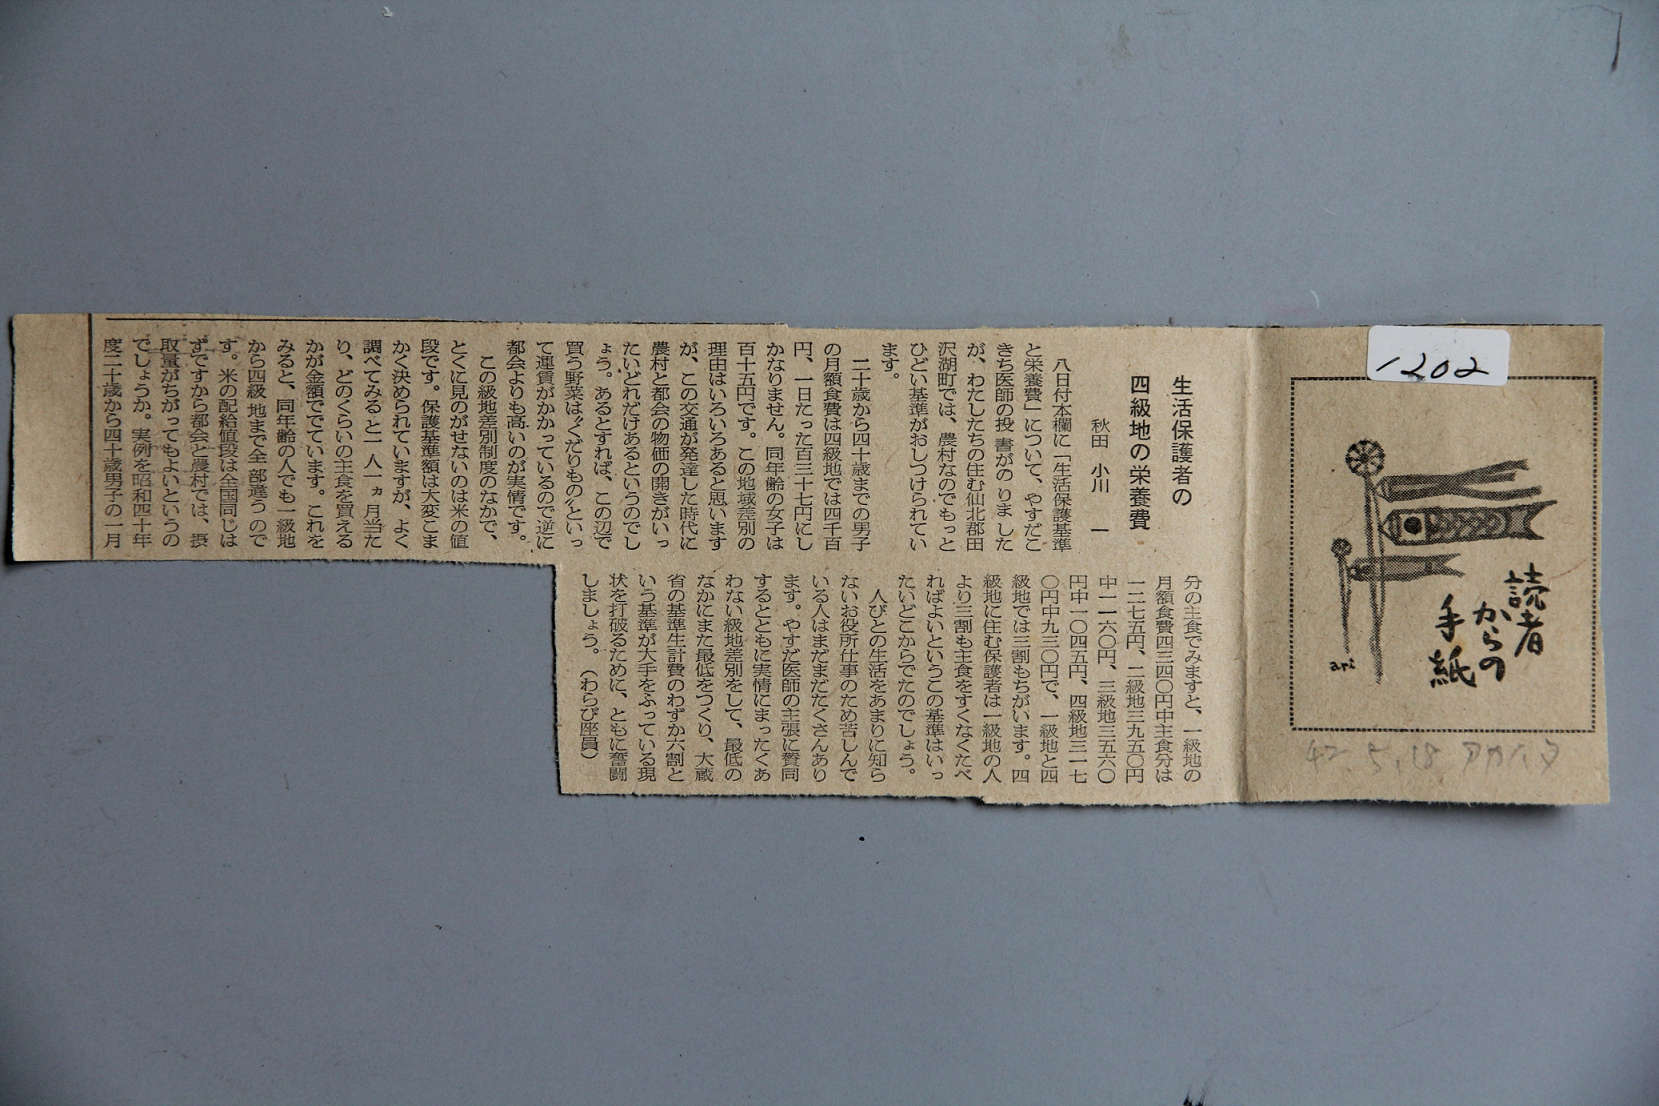 1202
読者
からの
手紙
ari
42.5.18 アカハタ
生活保護者の
四級地の栄養費
秋田 小川 一
八日付本欄に「生活保護基準
と栄養費」について、やすだこ
きち医師の投書がのりました
が、わたしたちの住む仙北郡田
沢湖町では、農村なのでもっと
ひどい基準がおしつけられてい
ます。
二十歳から四十歳までの男子
の月額食費は四級地では四千百
円、一日たった百三十七円にし
かなりません。同年齢の女子は
百十五円です。この地域差別の
理由はいろいろあると思います
が、この交通が発達した時代に
農村と都会の物価の開きがいっ
たいどれだけあるというのでし
ょう。あるとすれば、この辺で
買う野菜は〝くだりもの〟といっ
て運賃がかかっているので逆に
都会よりも高いのが実情です。
この級地差別制度のなかで、
とくに見のがせないのは米の値
段です。保護基準額は大変こま
かく決められていますが、よく
調べてみると一人一ヵ月当た
り、どのくらいの主食を買える
かが金額ででています。これを
みると、同年齢の人でも一級地
から四級地まで全部違うので
す。米の配給値段は全国同じは
ずですから都会と農村では、摂
取量がちがってもよいというの
でしょうか。実例を昭和四十年
度二十歳から四十歳男子の一月
分の主食でみますと、一級地の
月額食費四三四〇円中主食分は
一二七五円、二級地三九五〇円
中一一六〇円、三級地三五六〇
円中一〇四五円、四級地三一七
〇円中九三〇円で、一級地と四
級地では三割もちがいます。四
級地に住む保護者は一級地の人
より三割も主食をすくなくたべ
ればよいというこの基準はいっ
たいどこからでたのでしょう。
人びとの生活をあまりに知ら
ないお役所仕事のため苦しんで
いる人はまだまだたくさんあり
ます。やすだ医師の主張に賛同
するとともに実情にまったくあ
わない級地差別をして、最低の
なかにまた最低をつくり、大蔵
省の基準生計費のわずか六割と
いう基準が大手をふっている現
状を打破するために、ともに奮闘
しましょう。（わらび座員）